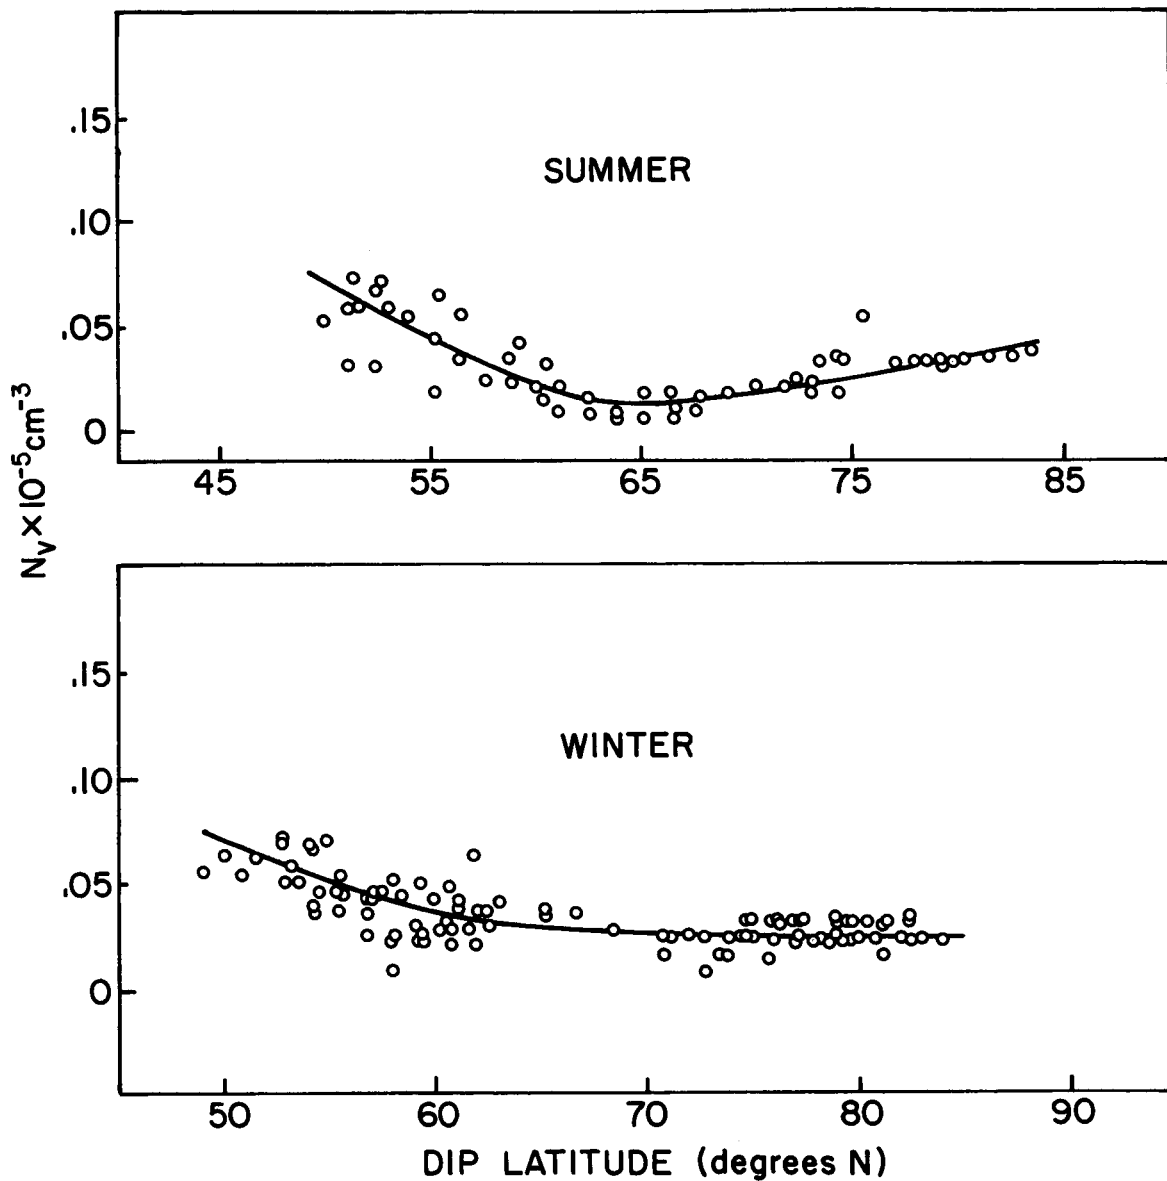 SUMMER
.15
.10
.05
0
45 55 65 75 85
Nv×10⁻⁵cm⁻³
WINTER
.15
.10
.05
0
50 60 70 80 90
DIP LATITUDE (degrees N)